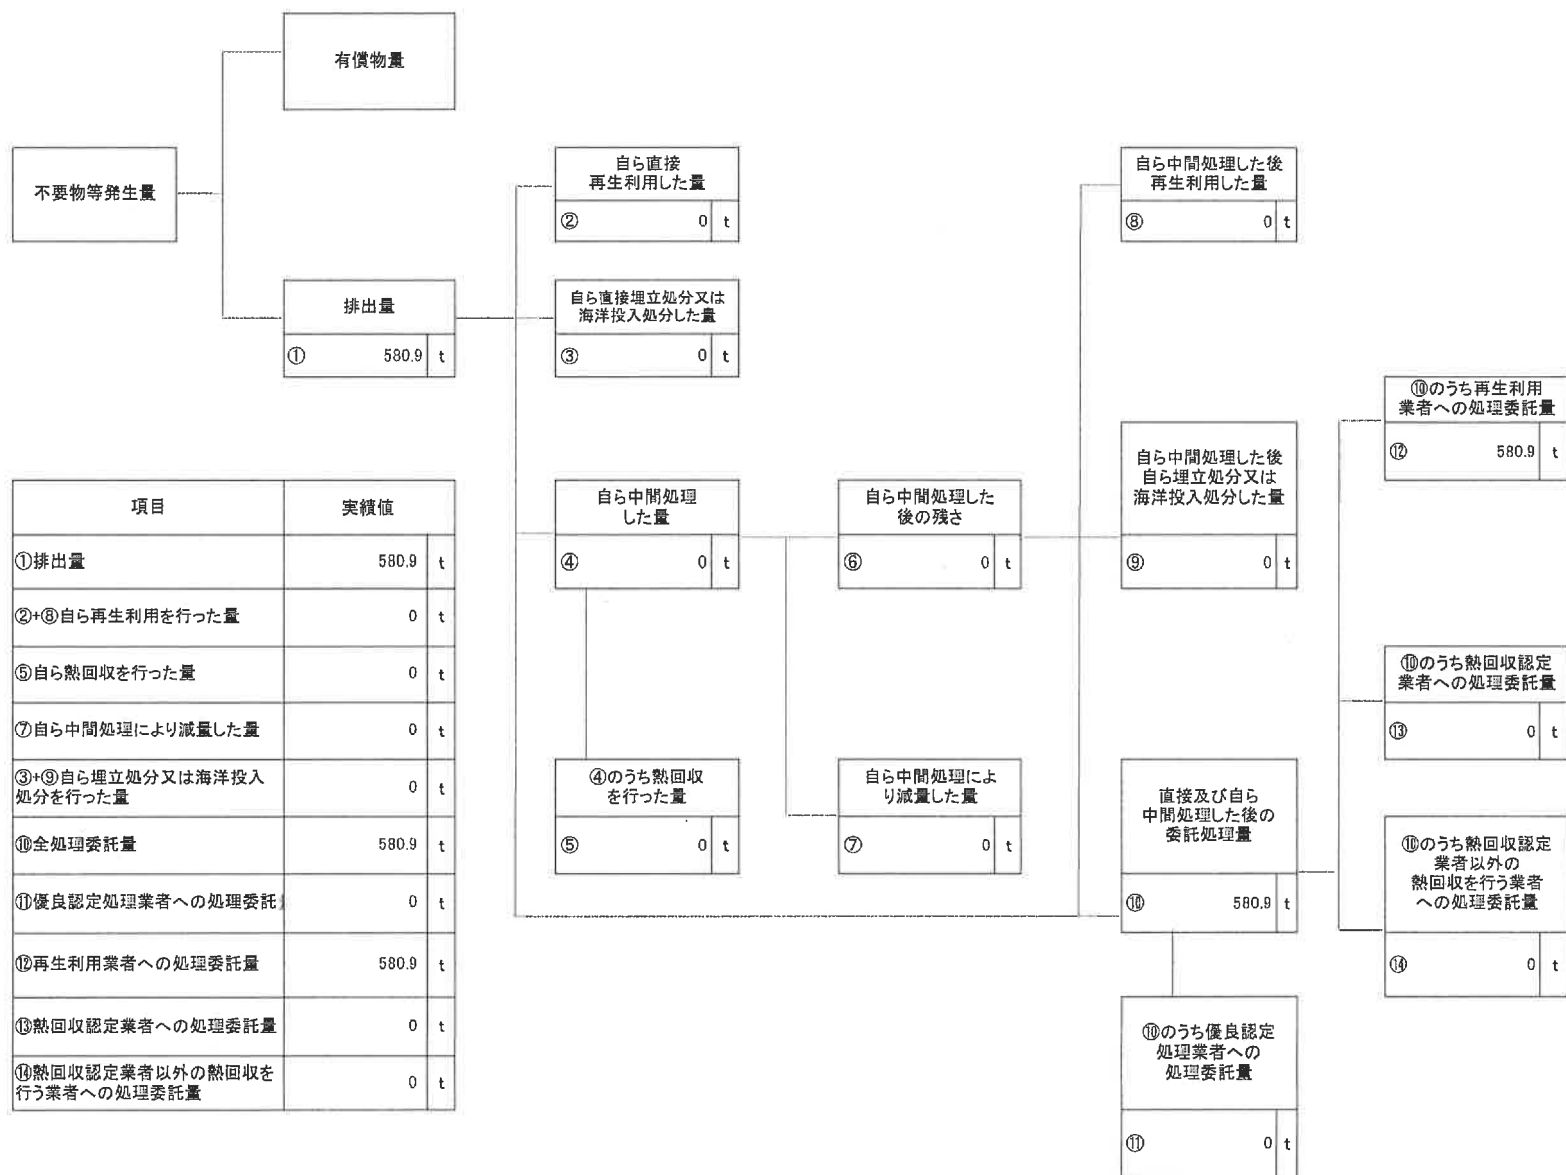 有償物量
不要物等発生量
排出量
① 580.9 t
自ら直接
再生利用した量
② 0 t
自ら直接埋立処分又は
海洋投入処分した量
③ 0 t
自ら中間処理
した量
④ 0 t
④のうち熱回収
を行った量
⑤ 0 t
自ら中間処理した
後の残さ
⑥ 0 t
自ら中間処理によ
り減量した量
⑦ 0 t
自ら中間処理した後
再生利用した量
⑧ 0 t
自ら中間処理した後
自ら埋立処分又は
海洋投入処分した量
⑨ 0 t
直接及び自ら
中間処理した後の
委託処理量
⑩ 580.9 t
⑩のうち優良認定
処理業者への
処理委託量
⑪ 0 t
⑩のうち再生利用
業者への処理委託量
⑫ 580.9 t
⑩のうち熱回収認定
業者への処理委託量
⑬ 0 t
⑩のうち熱回収認定
業者以外の
熱回収を行う業者
への処理委託量
⑭ 0 t
項目 実績値
①排出量 580.9 t
②+⑧自ら再生利用を行った量 0 t
⑤自ら熱回収を行った量 0 t
⑦自ら中間処理により減量した量 0 t
③+⑨自ら埋立処分又は海洋投入
処分を行った量 0 t
⑩全処理委託量 580.9 t
⑪優良認定処理業者への処理委託 0 t
⑫再生利用業者への処理委託量 580.9 t
⑬熱回収認定業者への処理委託量 0 t
⑭熱回収認定業者以外の熱回収を
行う業者への処理委託量 0 t